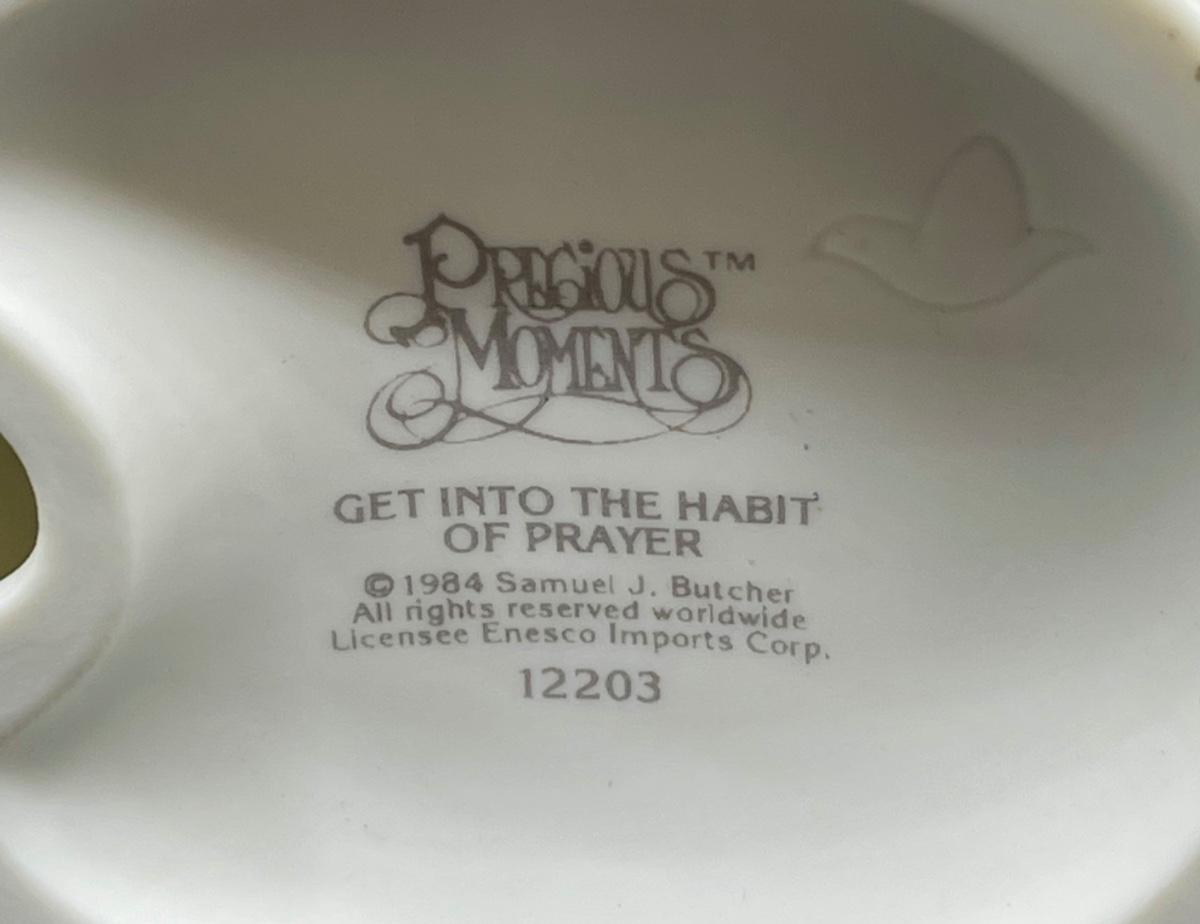 PRECIOUS™
MOMENTS
GET INTO THE HABIT
OF PRAYER
©1984 Samuel J. Butcher
All rights reserved worldwide
Licensee Enesco Imports Corp.
12203